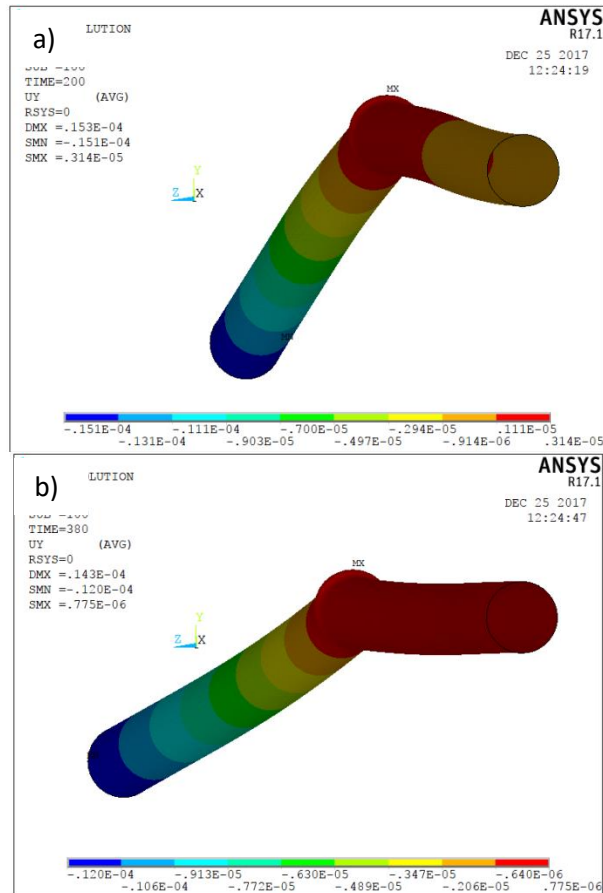 a)
LUTION
ANSYS
R17.1
DEC 25 2017
12:24:19
TIME=200
UY (AVG)
RSYS=0
DMX =.153E-04
SMN =-.151E-04
SMX =.314E-05
MX
Y
Z X
-.151E-04 -.111E-04 -.700E-05 -.294E-05 .111E-05
-.131E-04 -.903E-05 -.497E-05 -.914E-06 .314E-05
b)
LUTION
ANSYS
R17.1
DEC 25 2017
12:24:47
TIME=380
UY (AVG)
RSYS=0
DMX =.143E-04
SMN =-.120E-04
SMX =.775E-06
MX
Y
Z X
-.120E-04 -.913E-05 -.630E-05 -.347E-05 -.640E-06
-.106E-04 -.772E-05 -.489E-05 -.206E-05 .775E-06